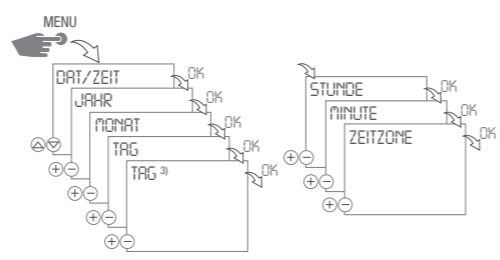 MENU
DAT/ZEIT
OK
JAHR
OK
MONAT
OK
TAG
OK
TAG 3)
OK
STUNDE
OK
MINUTE
OK
ZEITZONE
OK